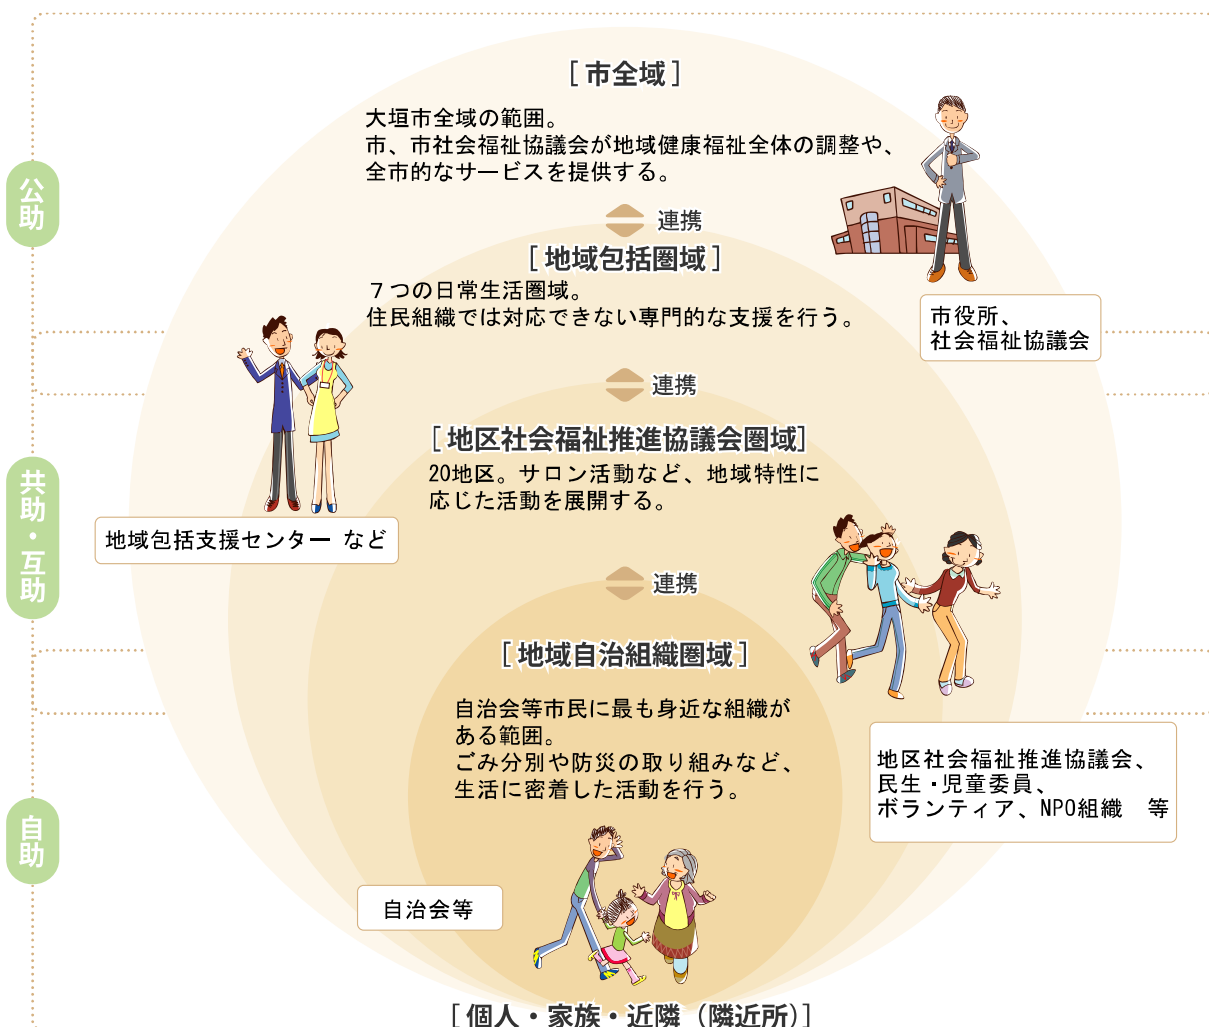 [市全域]
大垣市全域の範囲。
市、市社会福祉協議会が地域健康福祉全体の調整や、
全市的なサービスを提供する。
公助
連携
[地域包括圏域]
７つの日常生活圏域。
住民組織では対応できない専門的な支援を行う。
市役所、
社会福祉協議会
連携
[地区社会福祉推進協議会圏域]
20地区。サロン活動など、地域特性に
応じた活動を展開する。
共助・互助
地域包括支援センター など
連携
[地域自治組織圏域]
自治会等市民に最も身近な組織が
ある範囲。
ごみ分別や防災の取り組みなど、
生活に密着した活動を行う。
地区社会福祉推進協議会、
民生・児童委員、
ボランティア、NPO組織　等
自助
自治会等
[個人・家族・近隣（隣近所）]